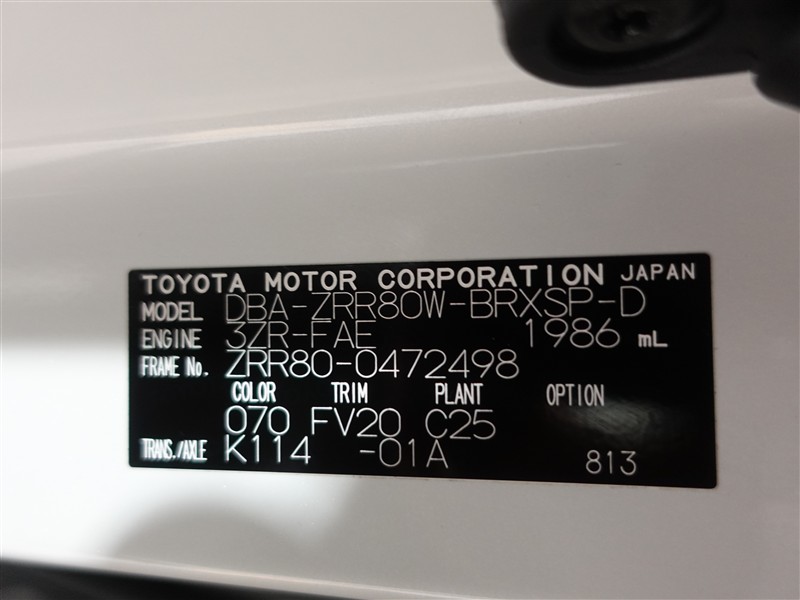 TOYOTA MOTOR CORPORATION JAPAN
MODEL DBA-ZRR80W-BRXSP-D
ENGINE 3ZR-FAE 1986 mL
FRAME No. ZRR80-0472498
COLOR TRIM PLANT OPTION
070 FV20 C25
TRANS./AXLE K114 -01A 813